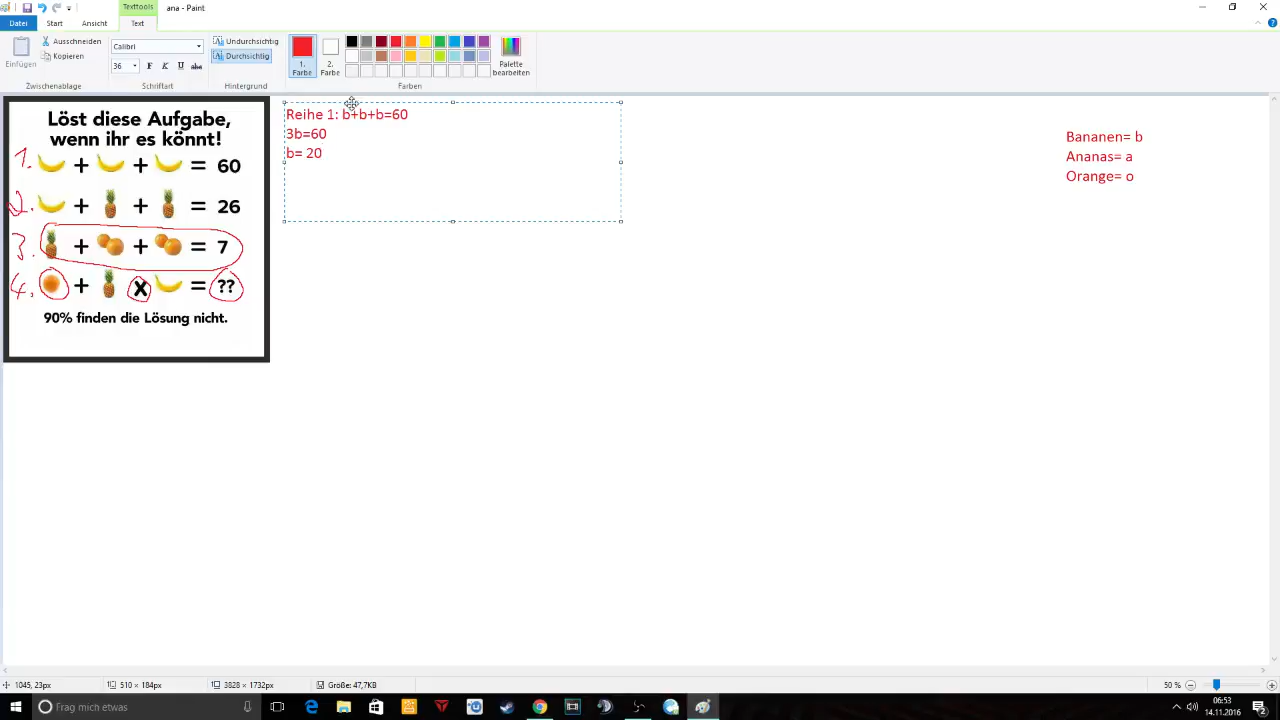 Texttools
ana - Paint
Datei
Start
Ansicht
Text
Einfügen
Ausschneiden
Kopieren
Zwischenablage
Calibri
36
F K U abc
Schriftart
Undurchsichtig
Durchsichtig
Hintergrund
1. Farbe
2. Farbe
Palette bearbeiten
Farben
Löst diese Aufgabe,
wenn ihr es könnt!
1. + + = 60
2. + + = 26
3. + + = 7
4. + x = ??
90% finden die Lösung nicht.
Reihe 1: b+b+b=60
3b=60
b= 20
Bananen= b
Ananas= a
Orange= o
1045, 23px
510 × 184px
3828 × 1732px
Größe: 47,7KB
50 %
Frag mich etwas
06:53
14.11.2016
2